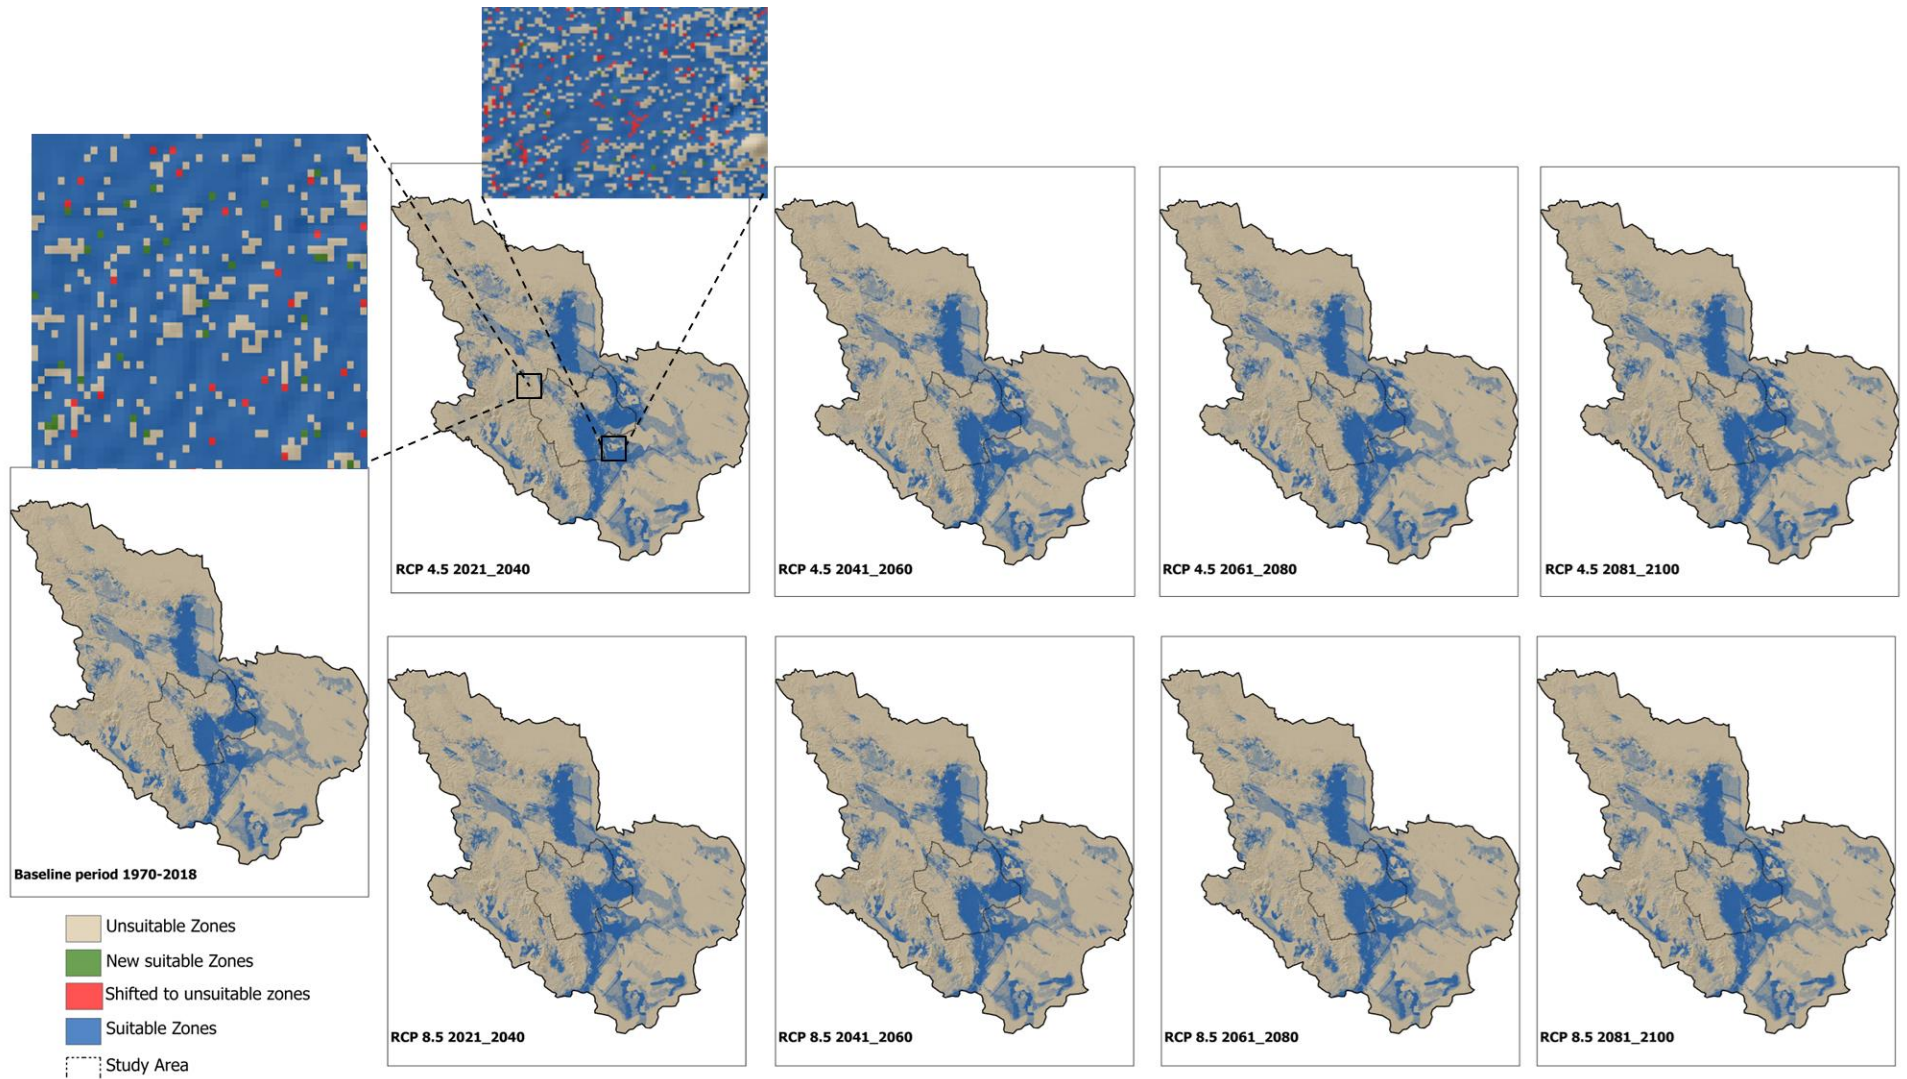 RCP 4.5 2021_2040
RCP 4.5 2041_2060
RCP 4.5 2061_2080
RCP 4.5 2081_2100
Baseline period 1970-2018
Unsuitable Zones
New suitable Zones
Shifted to unsuitable zones
Suitable Zones
Study Area
RCP 8.5 2021_2040
RCP 8.5 2041_2060
RCP 8.5 2061_2080
RCP 8.5 2081_2100